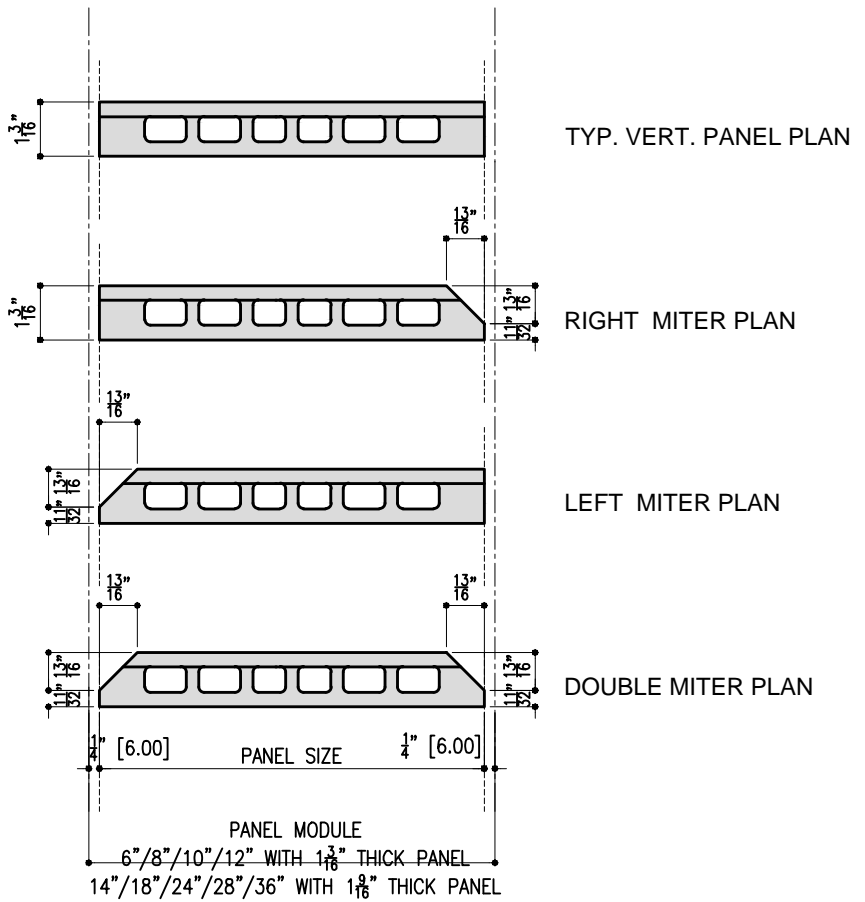 1 3/16"
TYP. VERT. PANEL PLAN
13/16"
1 3/16"
13/16"
11/32"
RIGHT MITER PLAN
13/16"
13/16"
11/32"
LEFT MITER PLAN
13/16"
13/16"
13/16"
11/32"
13/16"
11/32"
DOUBLE MITER PLAN
1/4" [6.00]
PANEL SIZE
1/4" [6.00]
PANEL MODULE
6"/8"/10"/12" WITH 1 3/16" THICK PANEL
14"/18"/24"/28"/36" WITH 1 9/16" THICK PANEL